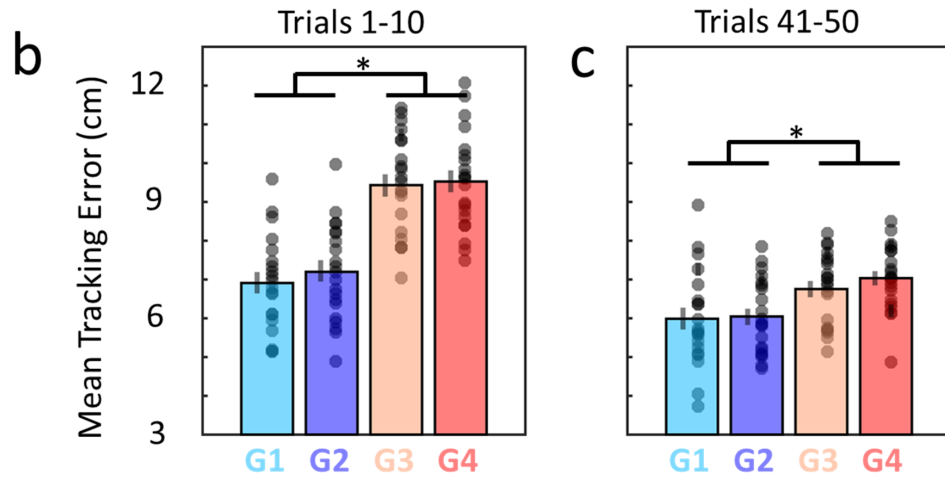 b
Trials 1-10
*
Mean Tracking Error (cm)
12
9
6
3
G1 G2 G3 G4
c
Trials 41-50
*
G1 G2 G3 G4